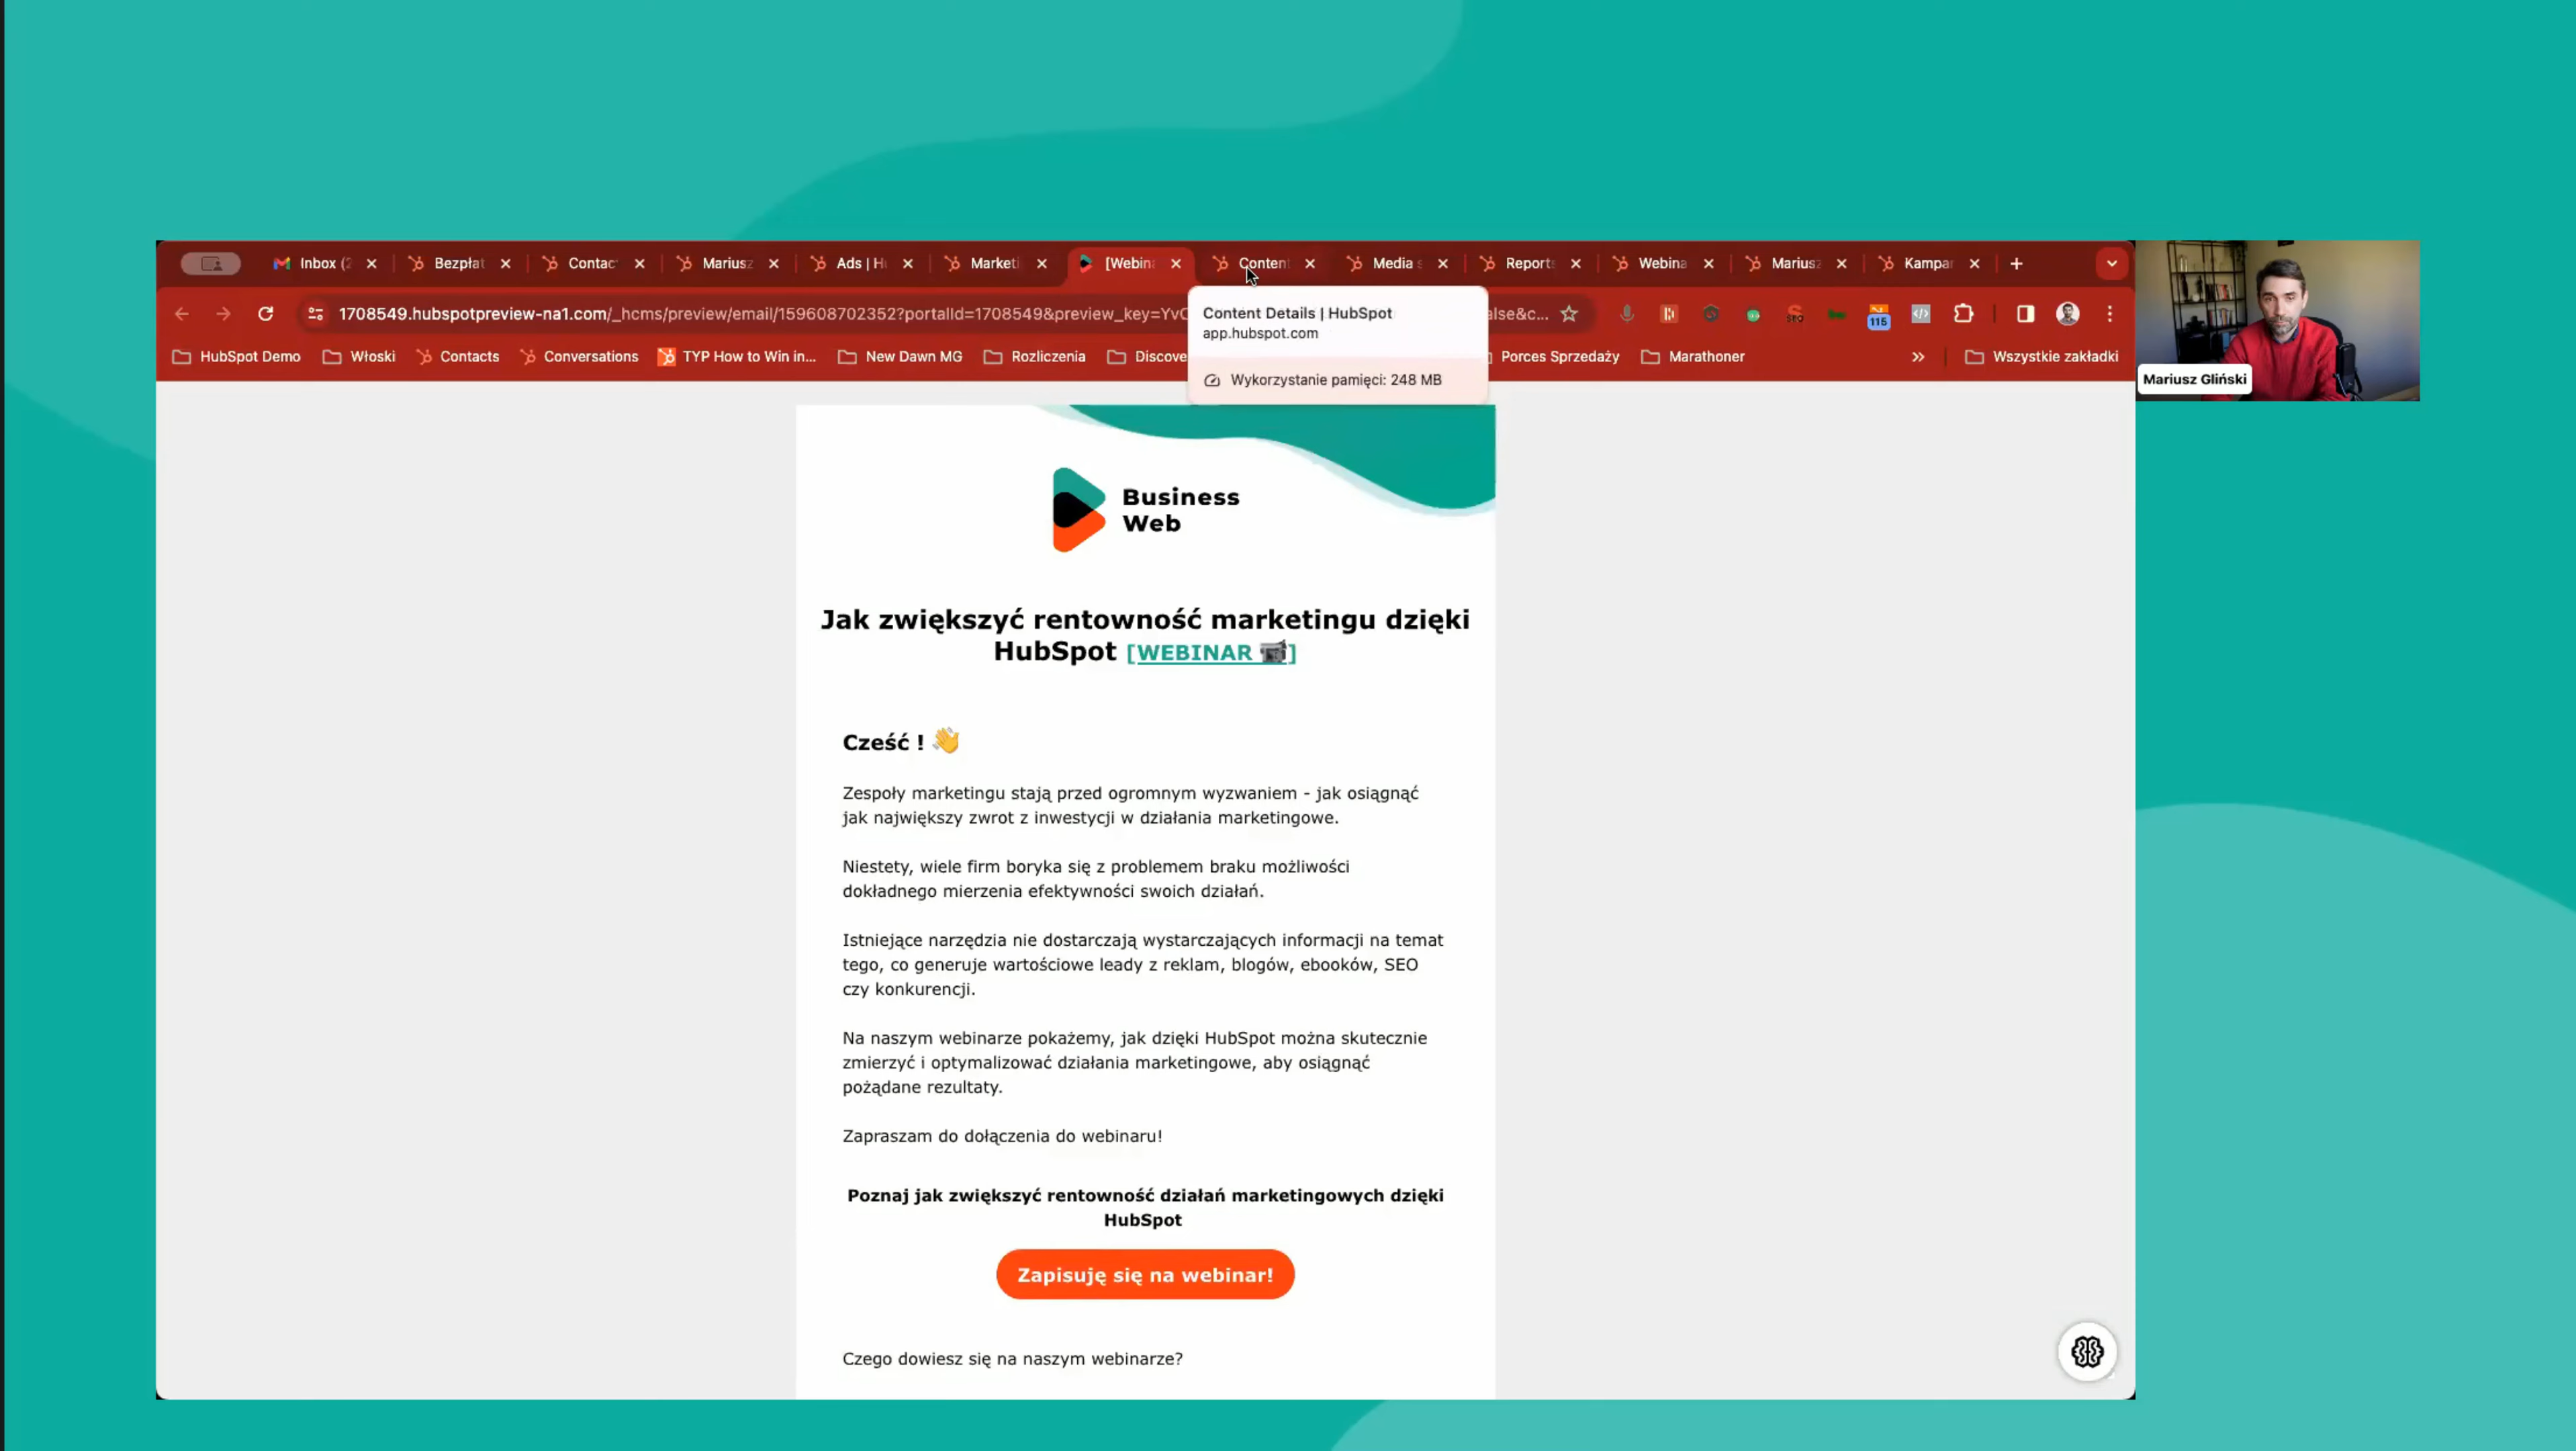 Inbox (2
Bezpłat
Contac
Mariusz
Ads | H
Marketi
[Webin
Content
Media s
Reports
Webina
Mariusz
Kampar
1708549.hubspotpreview-na1.com/_hcms/preview/email/159608702352?portalId=1708549&preview_key=YvC
alse&c...
115
HubSpot Demo
Włoski
Contacts
Conversations
TYP How to Win in...
New Dawn MG
Rozliczenia
Discove
Porces Sprzedaży
Marathoner
Wszystkie zakładki
Content Details | HubSpot
app.hubspot.com
Wykorzystanie pamięci: 248 MB
Mariusz Gliński
Business
Web
Jak zwiększyć rentowność marketingu dzięki
HubSpot [WEBINAR 📹]
Cześć ! 👋
Zespoły marketingu stają przed ogromnym wyzwaniem - jak osiągnąć
jak największy zwrot z inwestycji w działania marketingowe.
Niestety, wiele firm boryka się z problemem braku możliwości
dokładnego mierzenia efektywności swoich działań.
Istniejące narzędzia nie dostarczają wystarczających informacji na temat
tego, co generuje wartościowe leady z reklam, blogów, ebooków, SEO
czy konkurencji.
Na naszym webinarze pokażemy, jak dzięki HubSpot można skutecznie
zmierzyć i optymalizować działania marketingowe, aby osiągnąć
pożądane rezultaty.
Zapraszam do dołączenia do webinaru!
Poznaj jak zwiększyć rentowność działań marketingowych dzięki
HubSpot
Zapisuję się na webinar!
Czego dowiesz się na naszym webinarze?